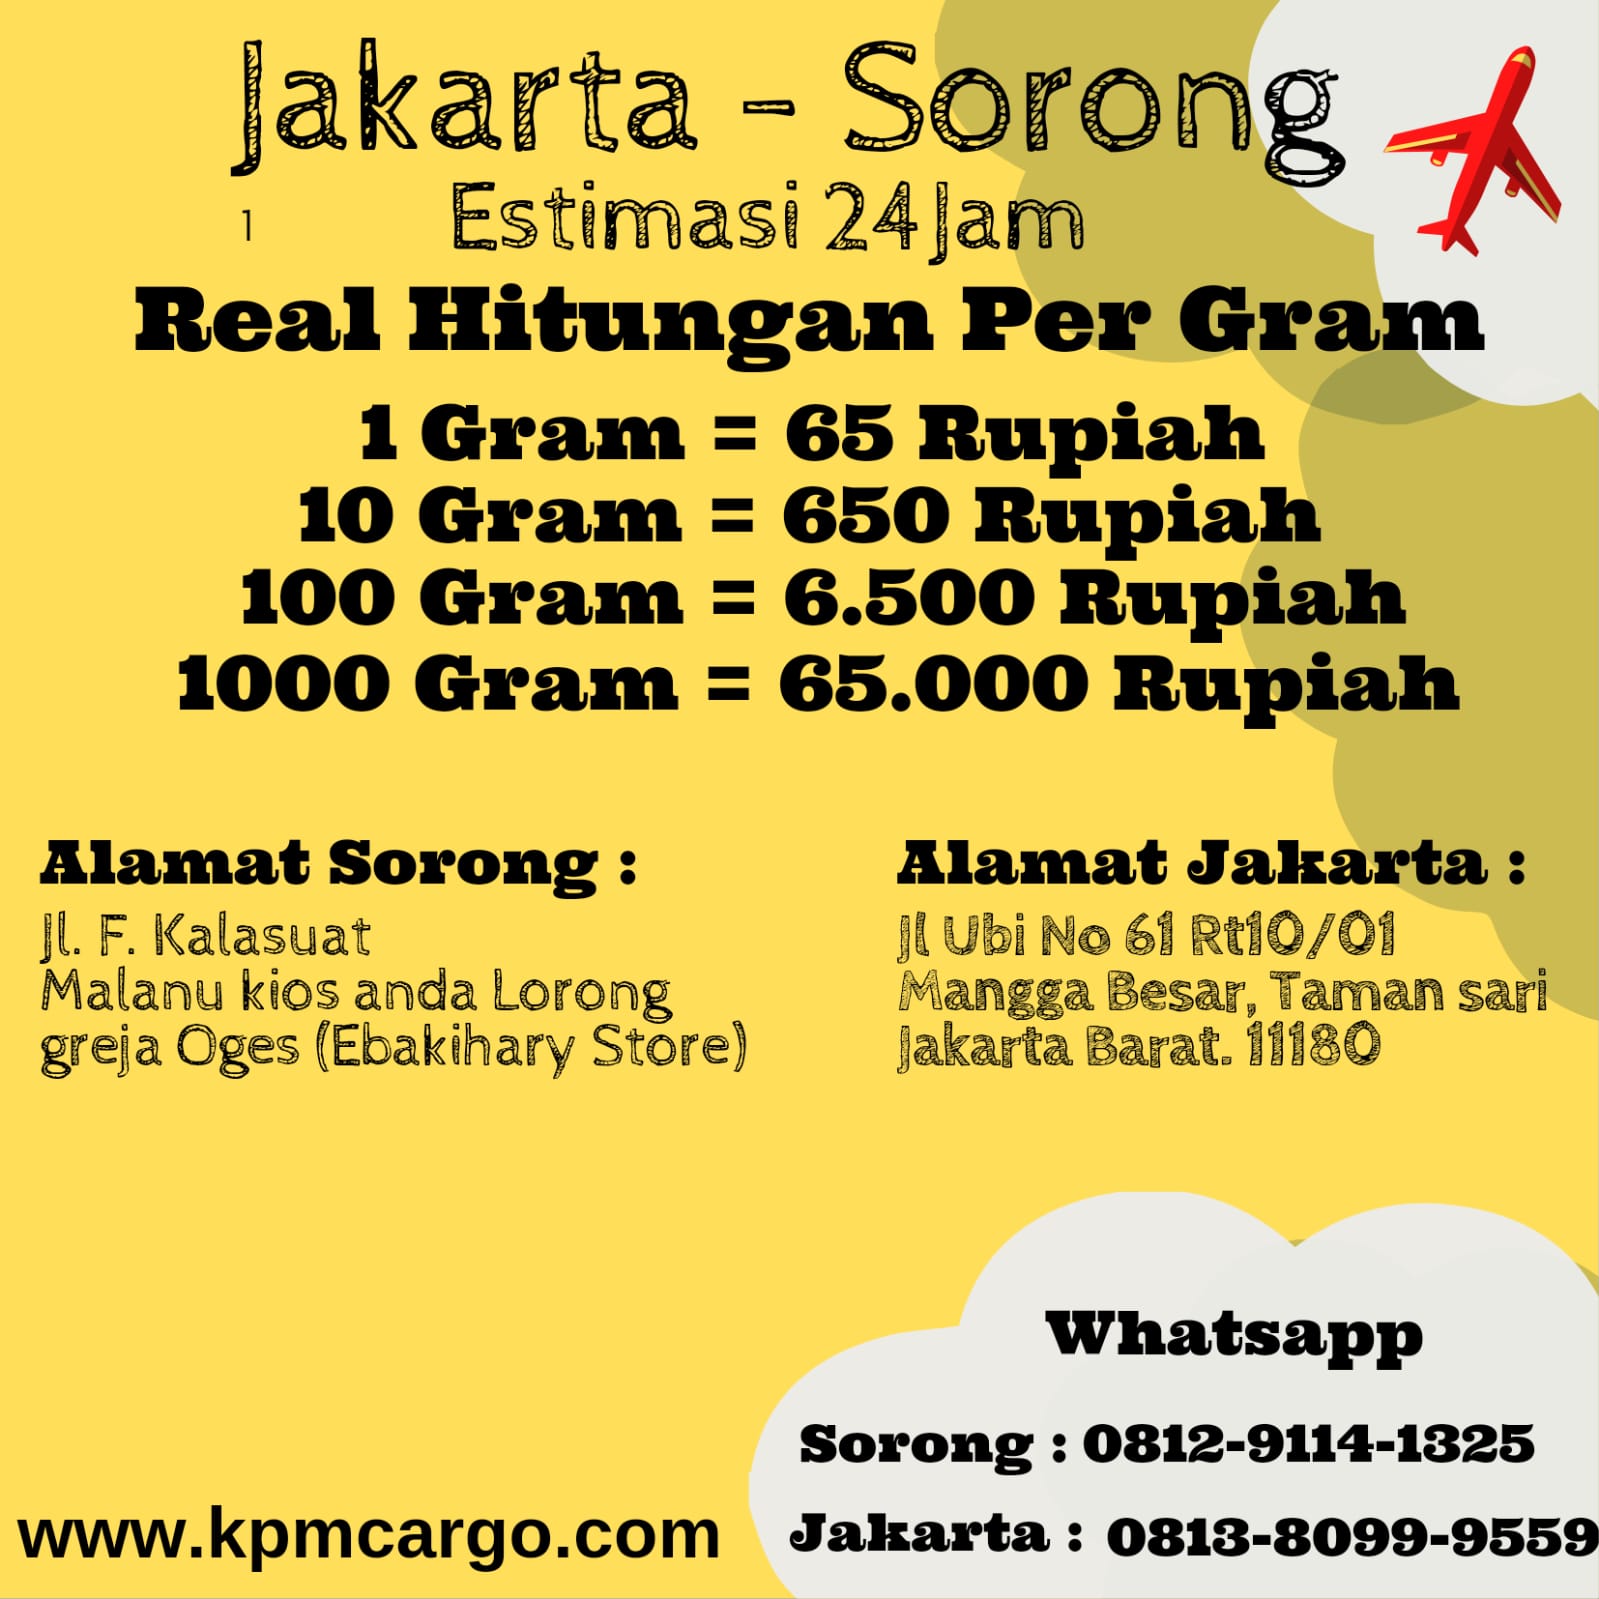 Jakarta - Sorong
1
Estimasi 24 Jam
Real Hitungan Per Gram
1 Gram = 65 Rupiah
10 Gram = 650 Rupiah
100 Gram = 6.500 Rupiah
1000 Gram = 65.000 Rupiah
Alamat Sorong :
Jl. F. Kalasuat
Malanu kios anda Lorong
greja Oges (Ebakihary Store)
Alamat Jakarta :
Jl Ubi No 61 Rt10/01
Mangga Besar, Taman sari
Jakarta Barat. 11180
Whatsapp
Sorong : 0812-9114-1325
Jakarta : 0813-8099-9559
www.kpmcargo.com